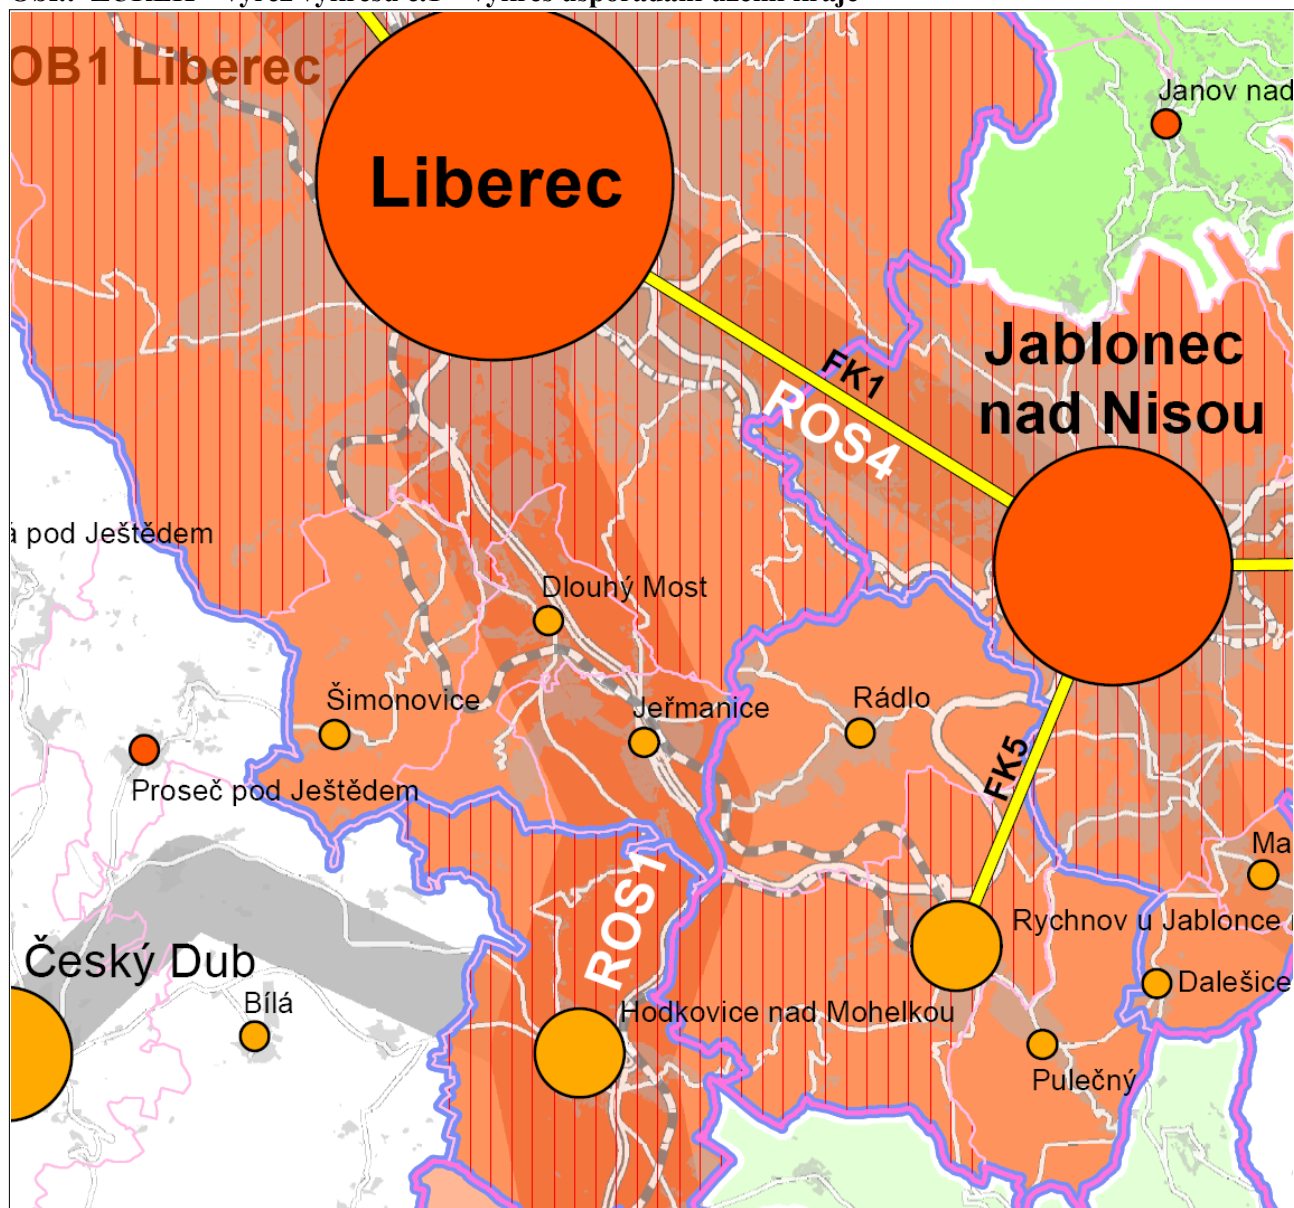 OB1 Liberec
Janov nad
Liberec
Jablonec
nad Nisou
FK1
ROS4
pod Ještědem
Dlouhý Most
Šimonovice
Jeřmanice
Rádlo
Proseč pod Ještědem
FK5
ROS1
Český Dub
Rychnov u Jablonce
Bílá
Dalešice
Hodkovice nad Mohelkou
Pulečný